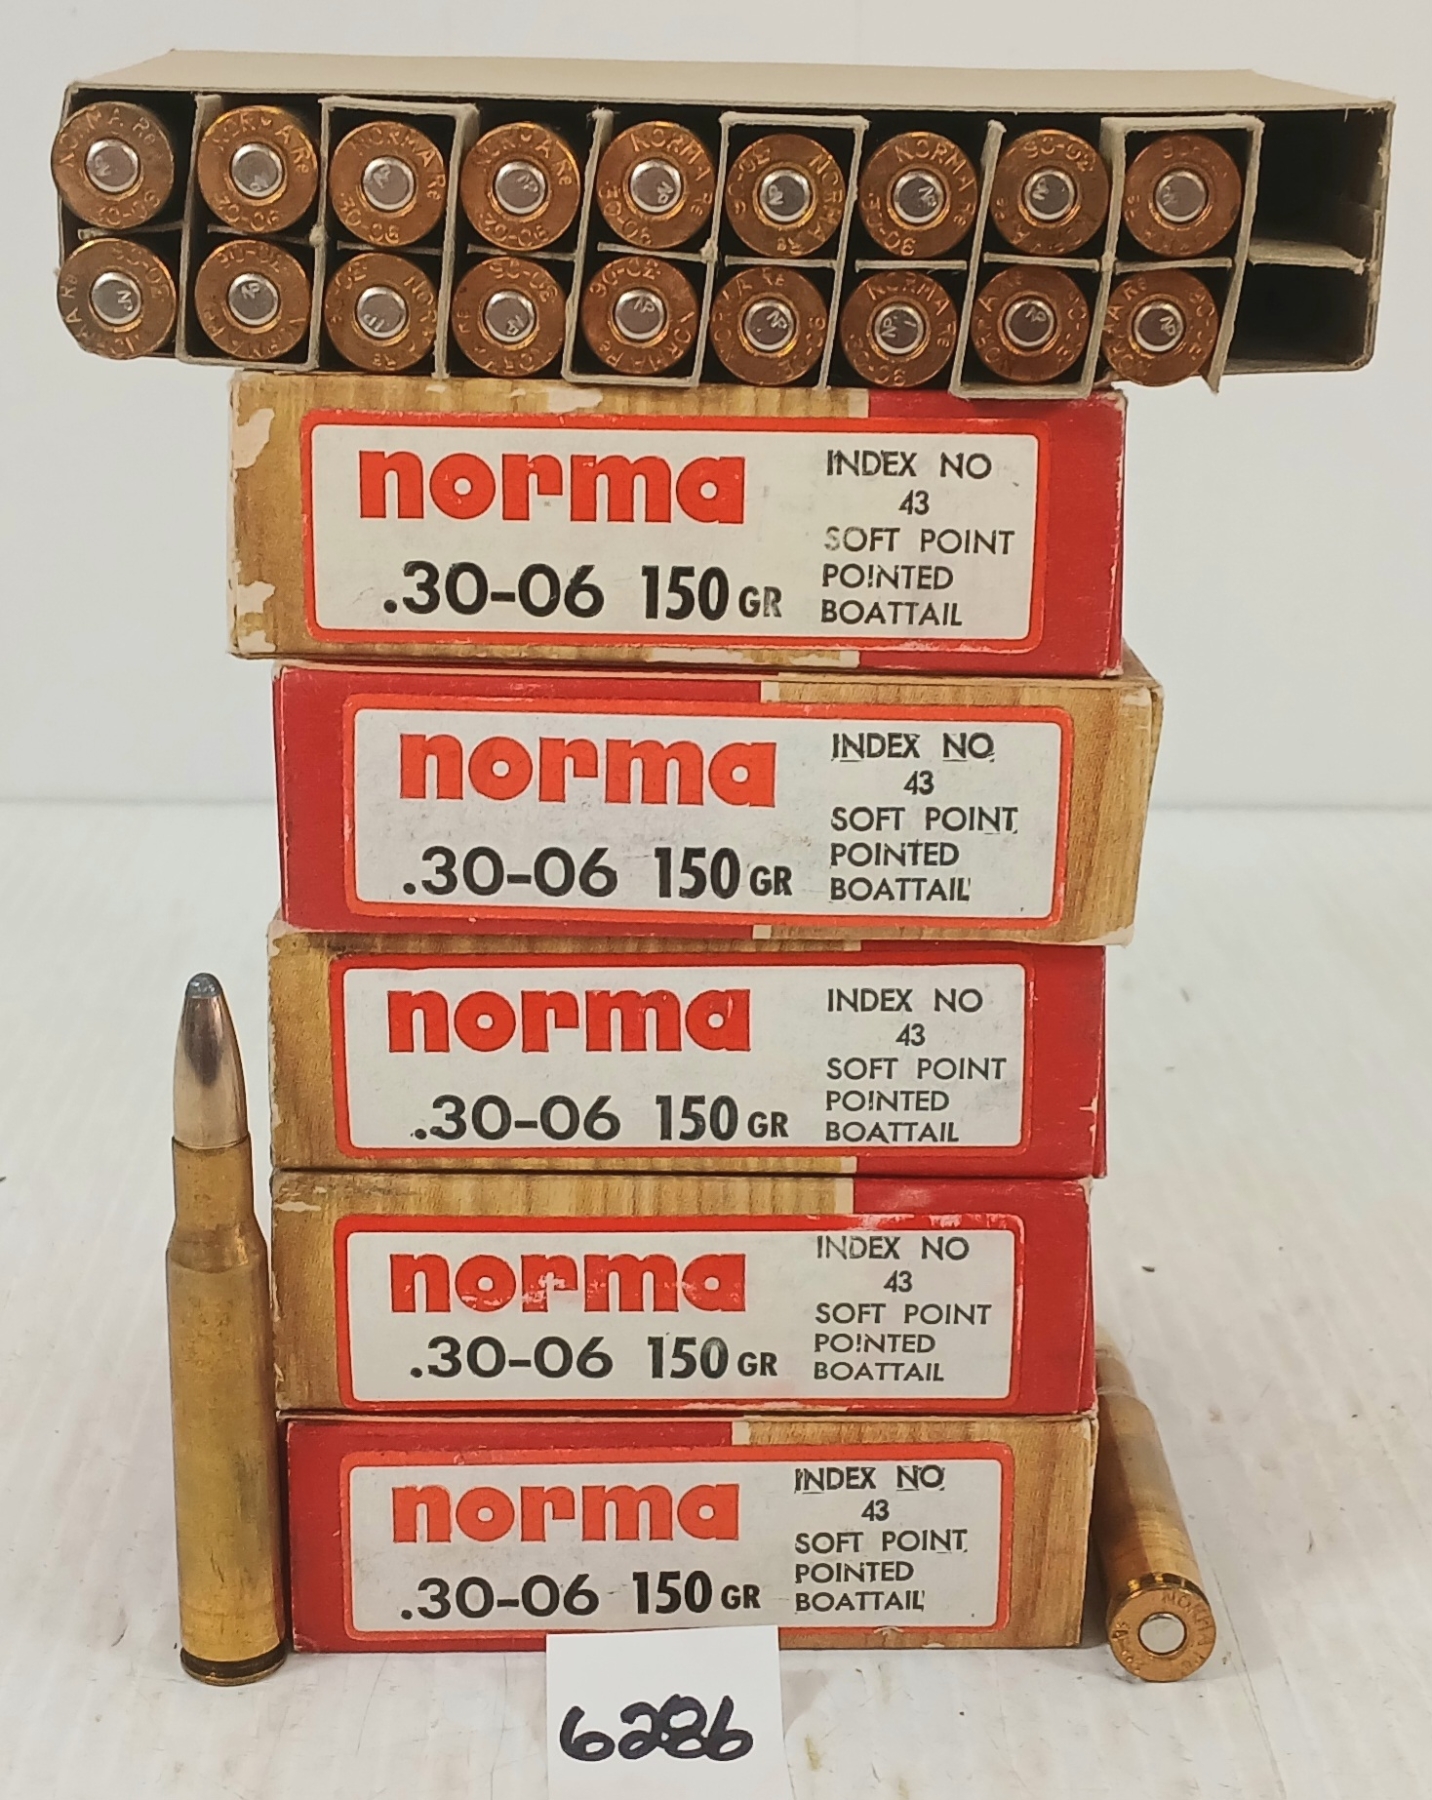 norma
INDEX NO
43
SOFT POINT
POINTED
BOATTAIL
.30-06 150 GR
norma
INDEX NO
43
SOFT POINT
POINTED
BOATTAIL
.30-06 150 GR
norma
INDEX NO
43
SOFT POINT
POINTED
BOATTAIL
.30-06 150 GR
norma
INDEX NO
43
SOFT POINT
POINTED
BOATTAIL
.30-06 150 GR
norma
INDEX NO
43
SOFT POINT
POINTED
BOATTAIL
.30-06 150 GR
6286